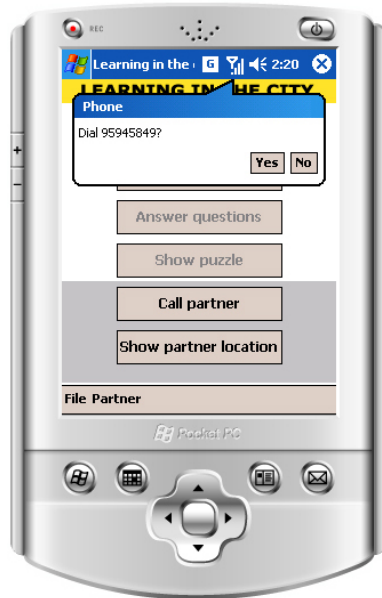 REC
Learning in the G 2:20
LEARNING IN THE CITY
Phone
Dial 95945849?
Yes No
Answer questions
Show puzzle
Call partner
Show partner location
File Partner
Pocket PC
+
-